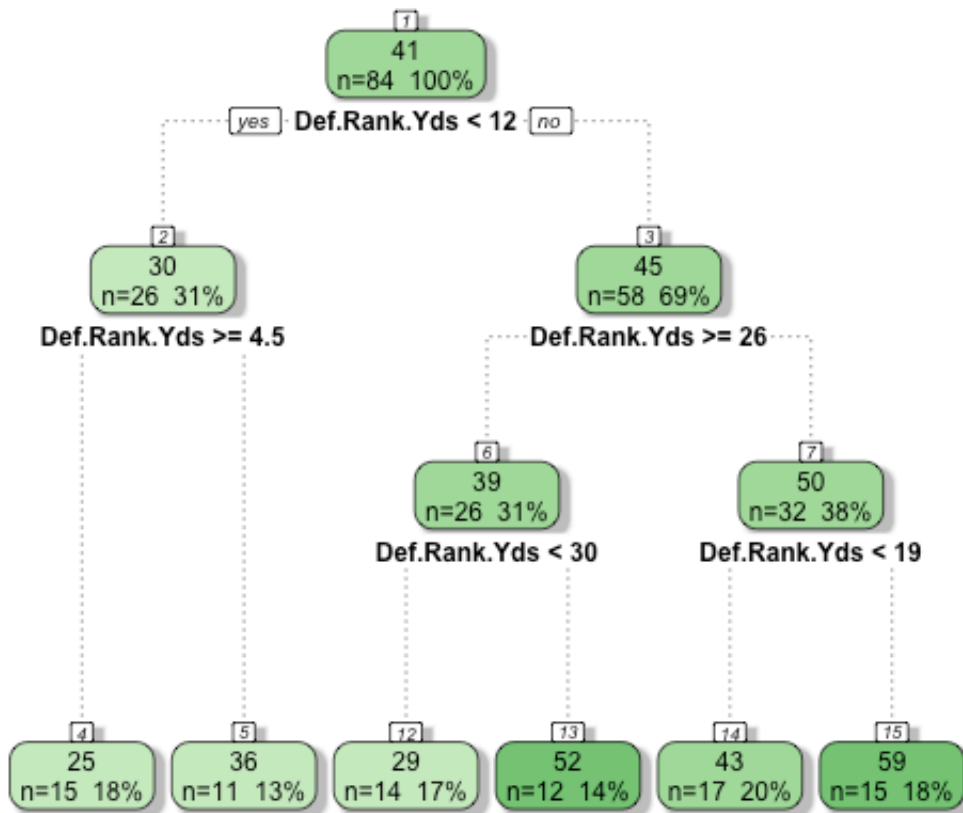 1
41
n=84 100%
yes Def.Rank.Yds < 12 no
2
30
n=26 31%
Def.Rank.Yds >= 4.5
3
45
n=58 69%
Def.Rank.Yds >= 26
6
39
n=26 31%
Def.Rank.Yds < 30
7
50
n=32 38%
Def.Rank.Yds < 19
4
25
n=15 18%
5
36
n=11 13%
12
29
n=14 17%
13
52
n=12 14%
14
43
n=17 20%
15
59
n=15 18%